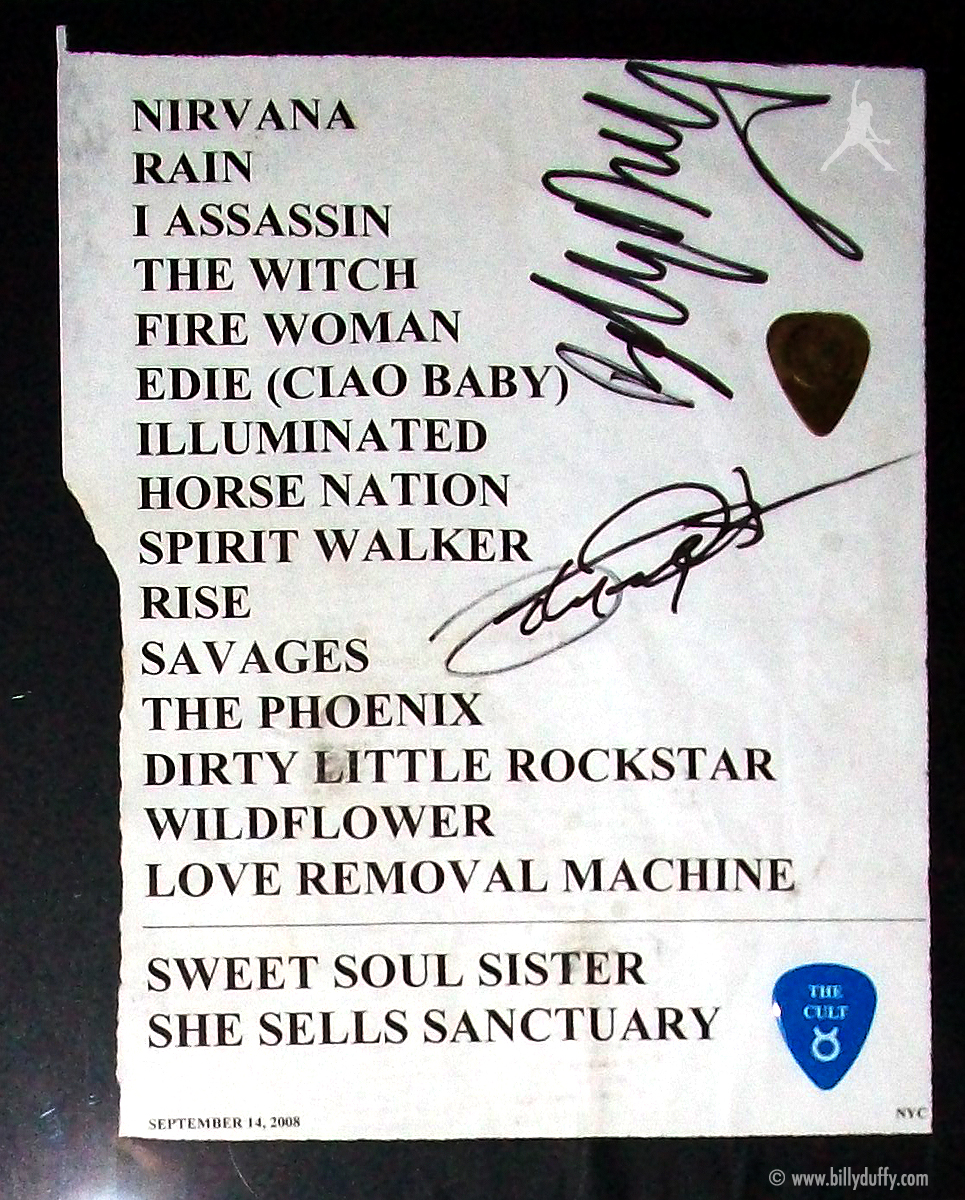 NIRVANA
RAIN
I ASSASSIN
THE WITCH
FIRE WOMAN
EDIE (CIAO BABY)
ILLUMINATED
HORSE NATION
SPIRIT WALKER
RISE
SAVAGES
THE PHOENIX
DIRTY LITTLE ROCKSTAR
WILDFLOWER
LOVE REMOVAL MACHINE
SWEET SOUL SISTER
SHE SELLS SANCTUARY
THE
CULT
SEPTEMBER 14, 2008
NYC
© www.billyduffy.com